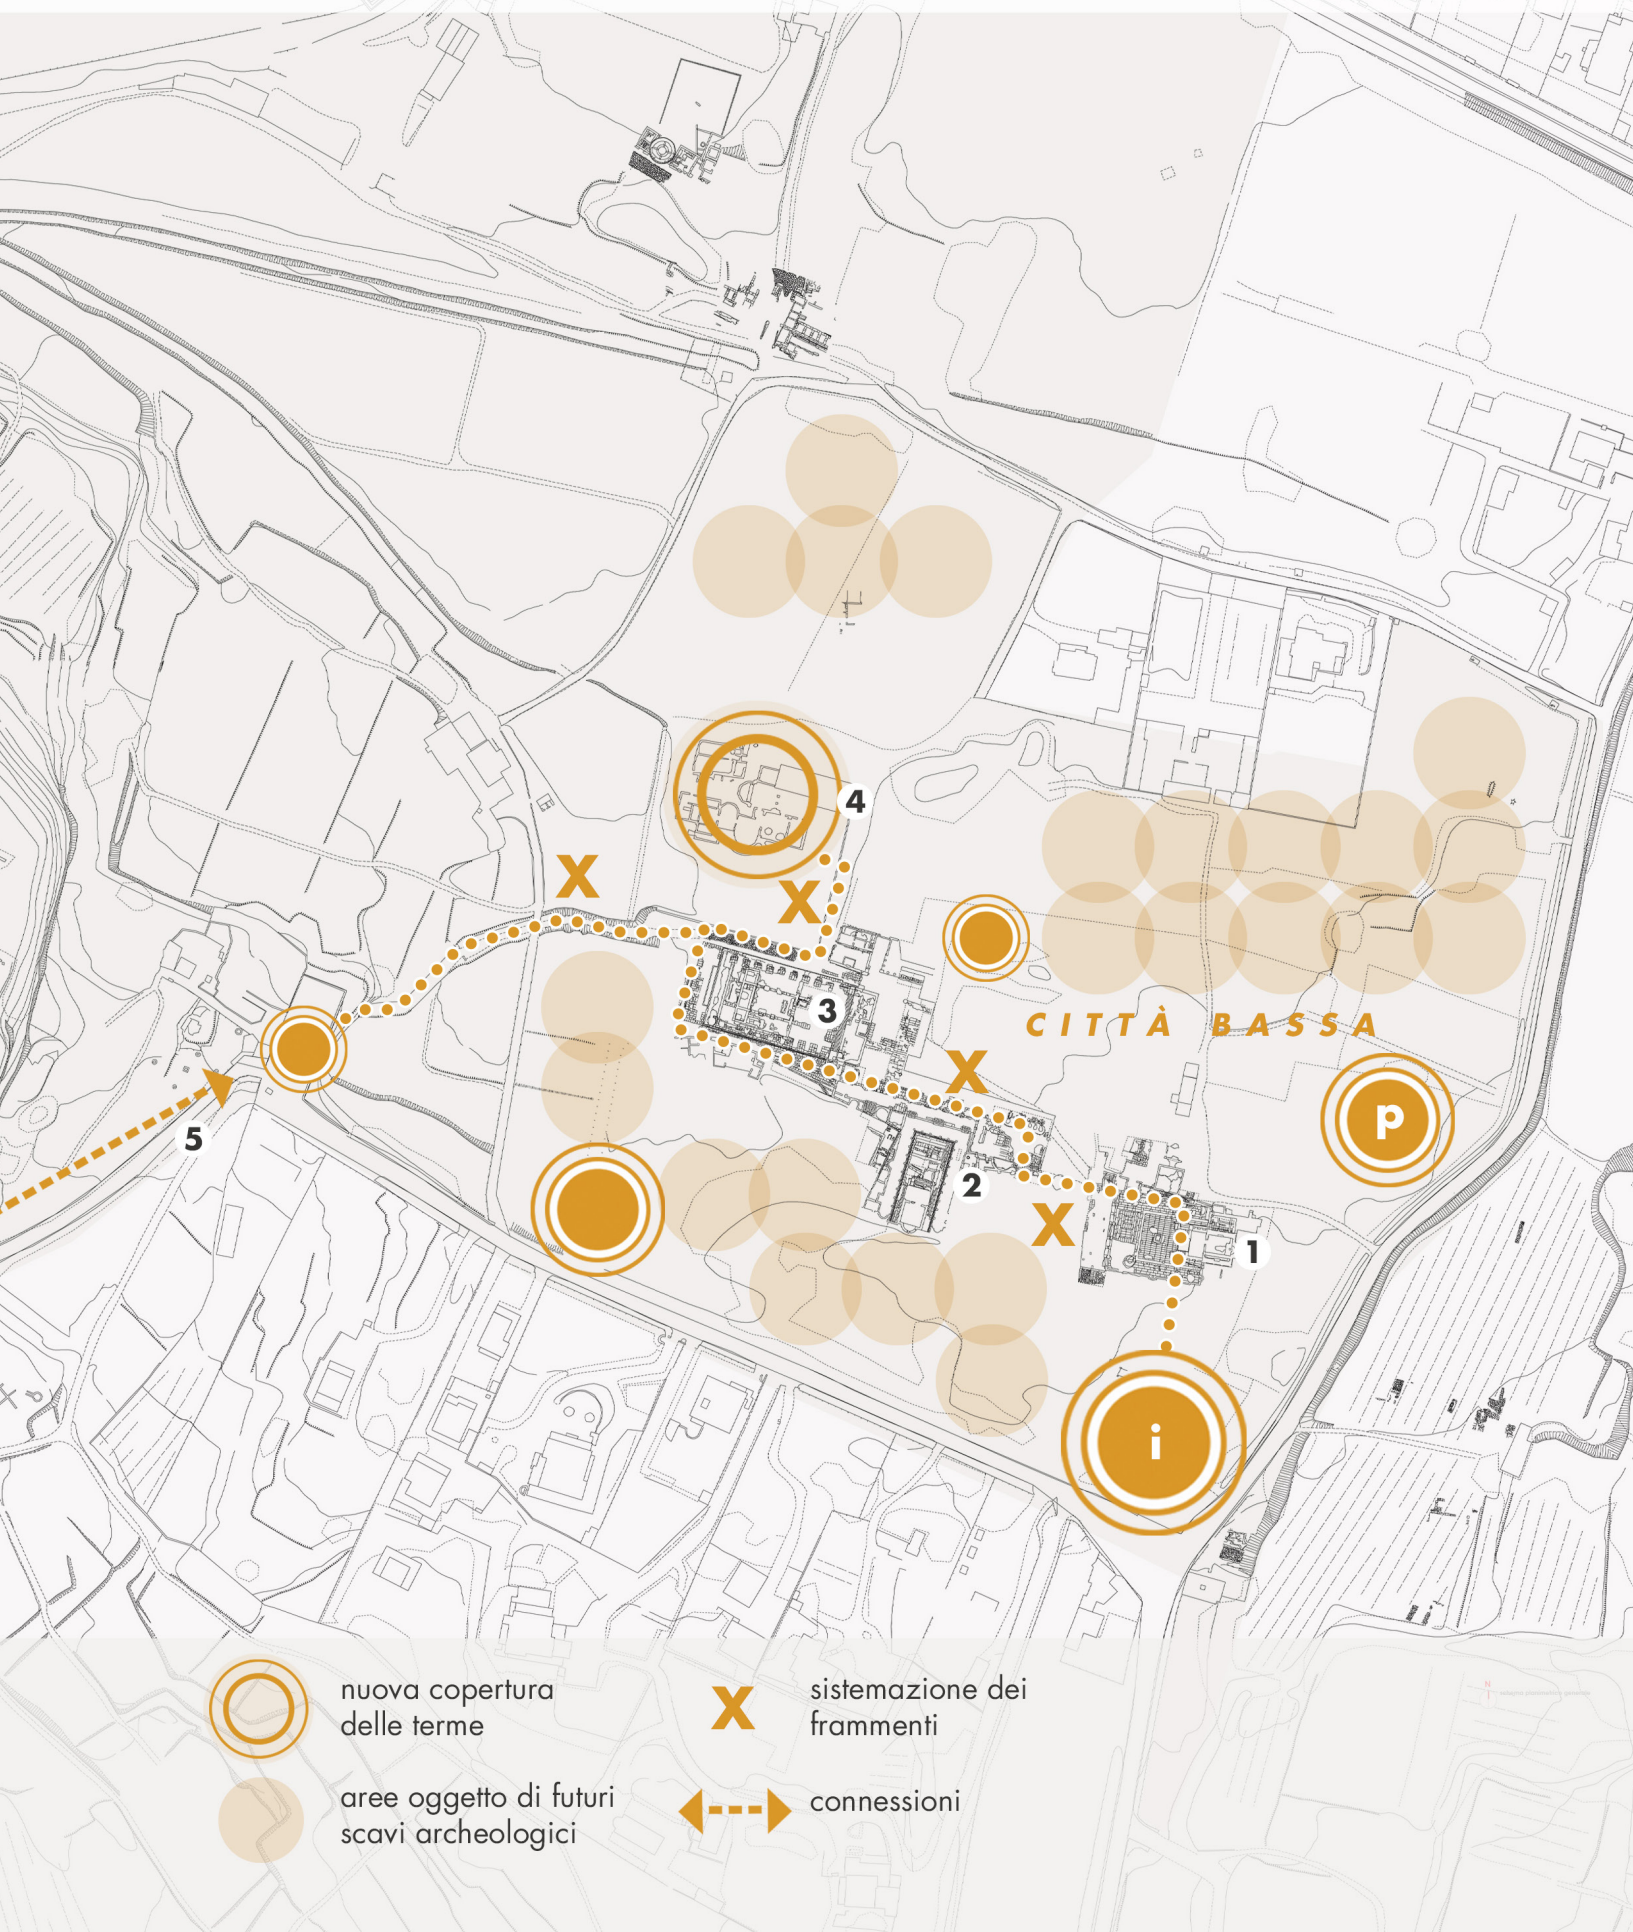 4
3
CITTÀ BASSA
P
5
2
1
i
nuova copertura
delle terme
sistemazione dei
frammenti
aree oggetto di futuri
scavi archeologici
connessioni
N